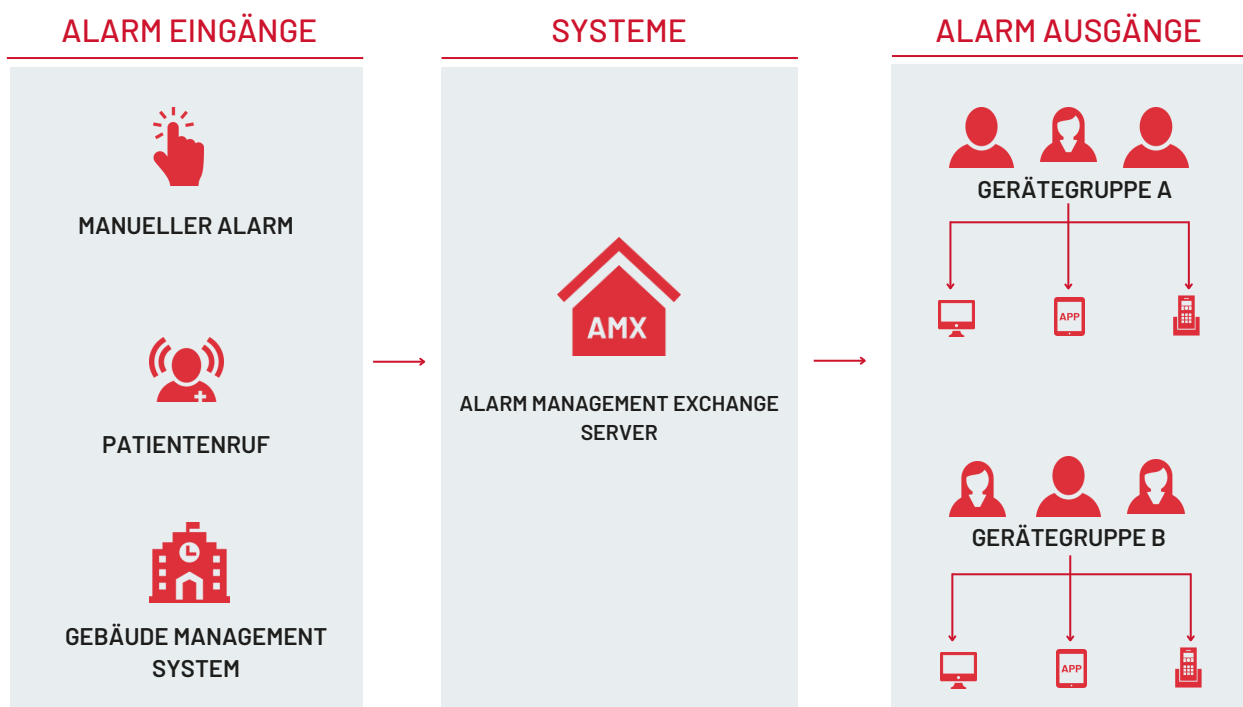 ALARM EINGÄNGE
MANUELLER ALARM
PATIENTENRUF
GEBÄUDE MANAGEMENT
SYSTEM
SYSTEME
AMX
ALARM MANAGEMENT EXCHANGE
SERVER
ALARM AUSGÄNGE
GERÄTEGRUPPE A
APP
GERÄTEGRUPPE B
APP